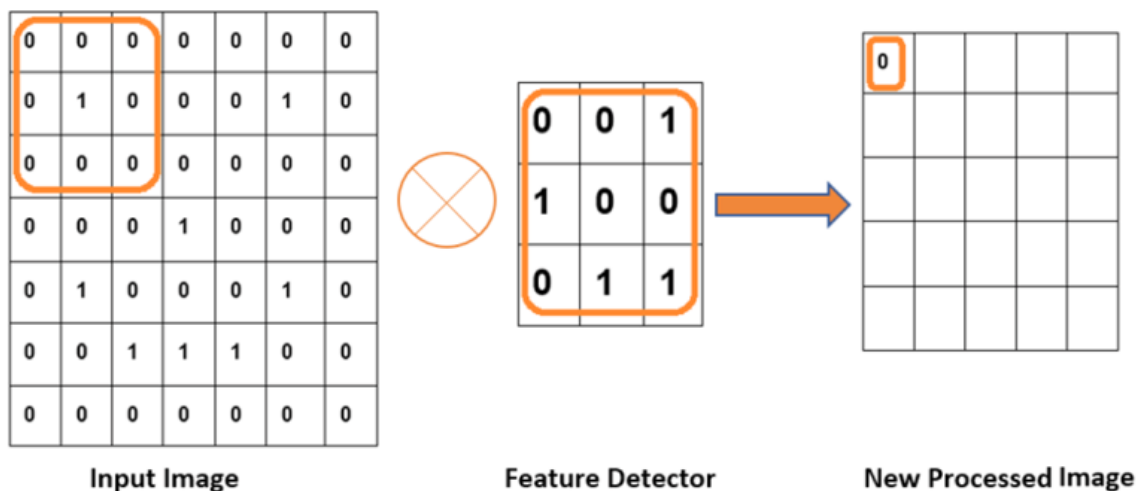 0 0 0 0 0 0 0
0 1 0 0 0 1 0
0 0 0 0 0 0 0
0 0 0 1 0 0 0
0 1 0 0 0 1 0
0 0 1 1 1 0 0
0 0 0 0 0 0 0
Input Image
0 0 1
1 0 0
0 1 1
Feature Detector
0
New Processed Image